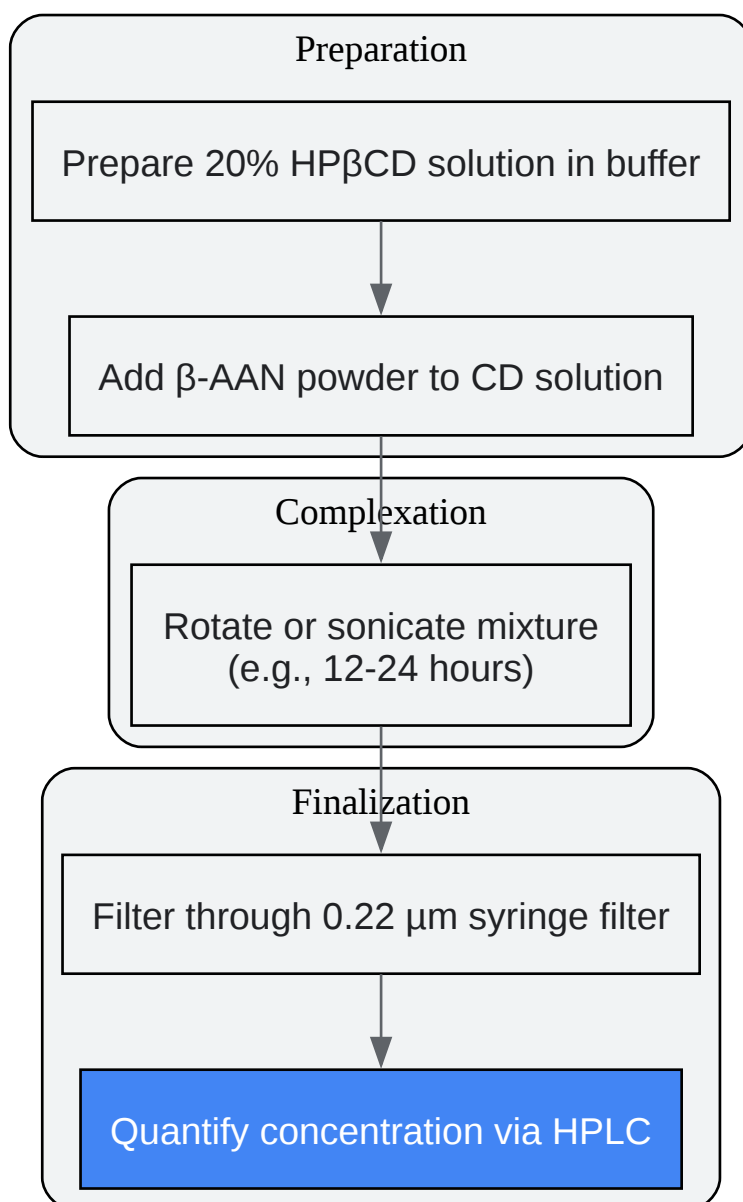 Preparation
Prepare 20% HPβCD solution in buffer
Add β-AAN powder to CD solution
Complexation
Rotate or sonicate mixture
(e.g., 12-24 hours)
Finalization
Filter through 0.22 µm syringe filter
Quantify concentration via HPLC